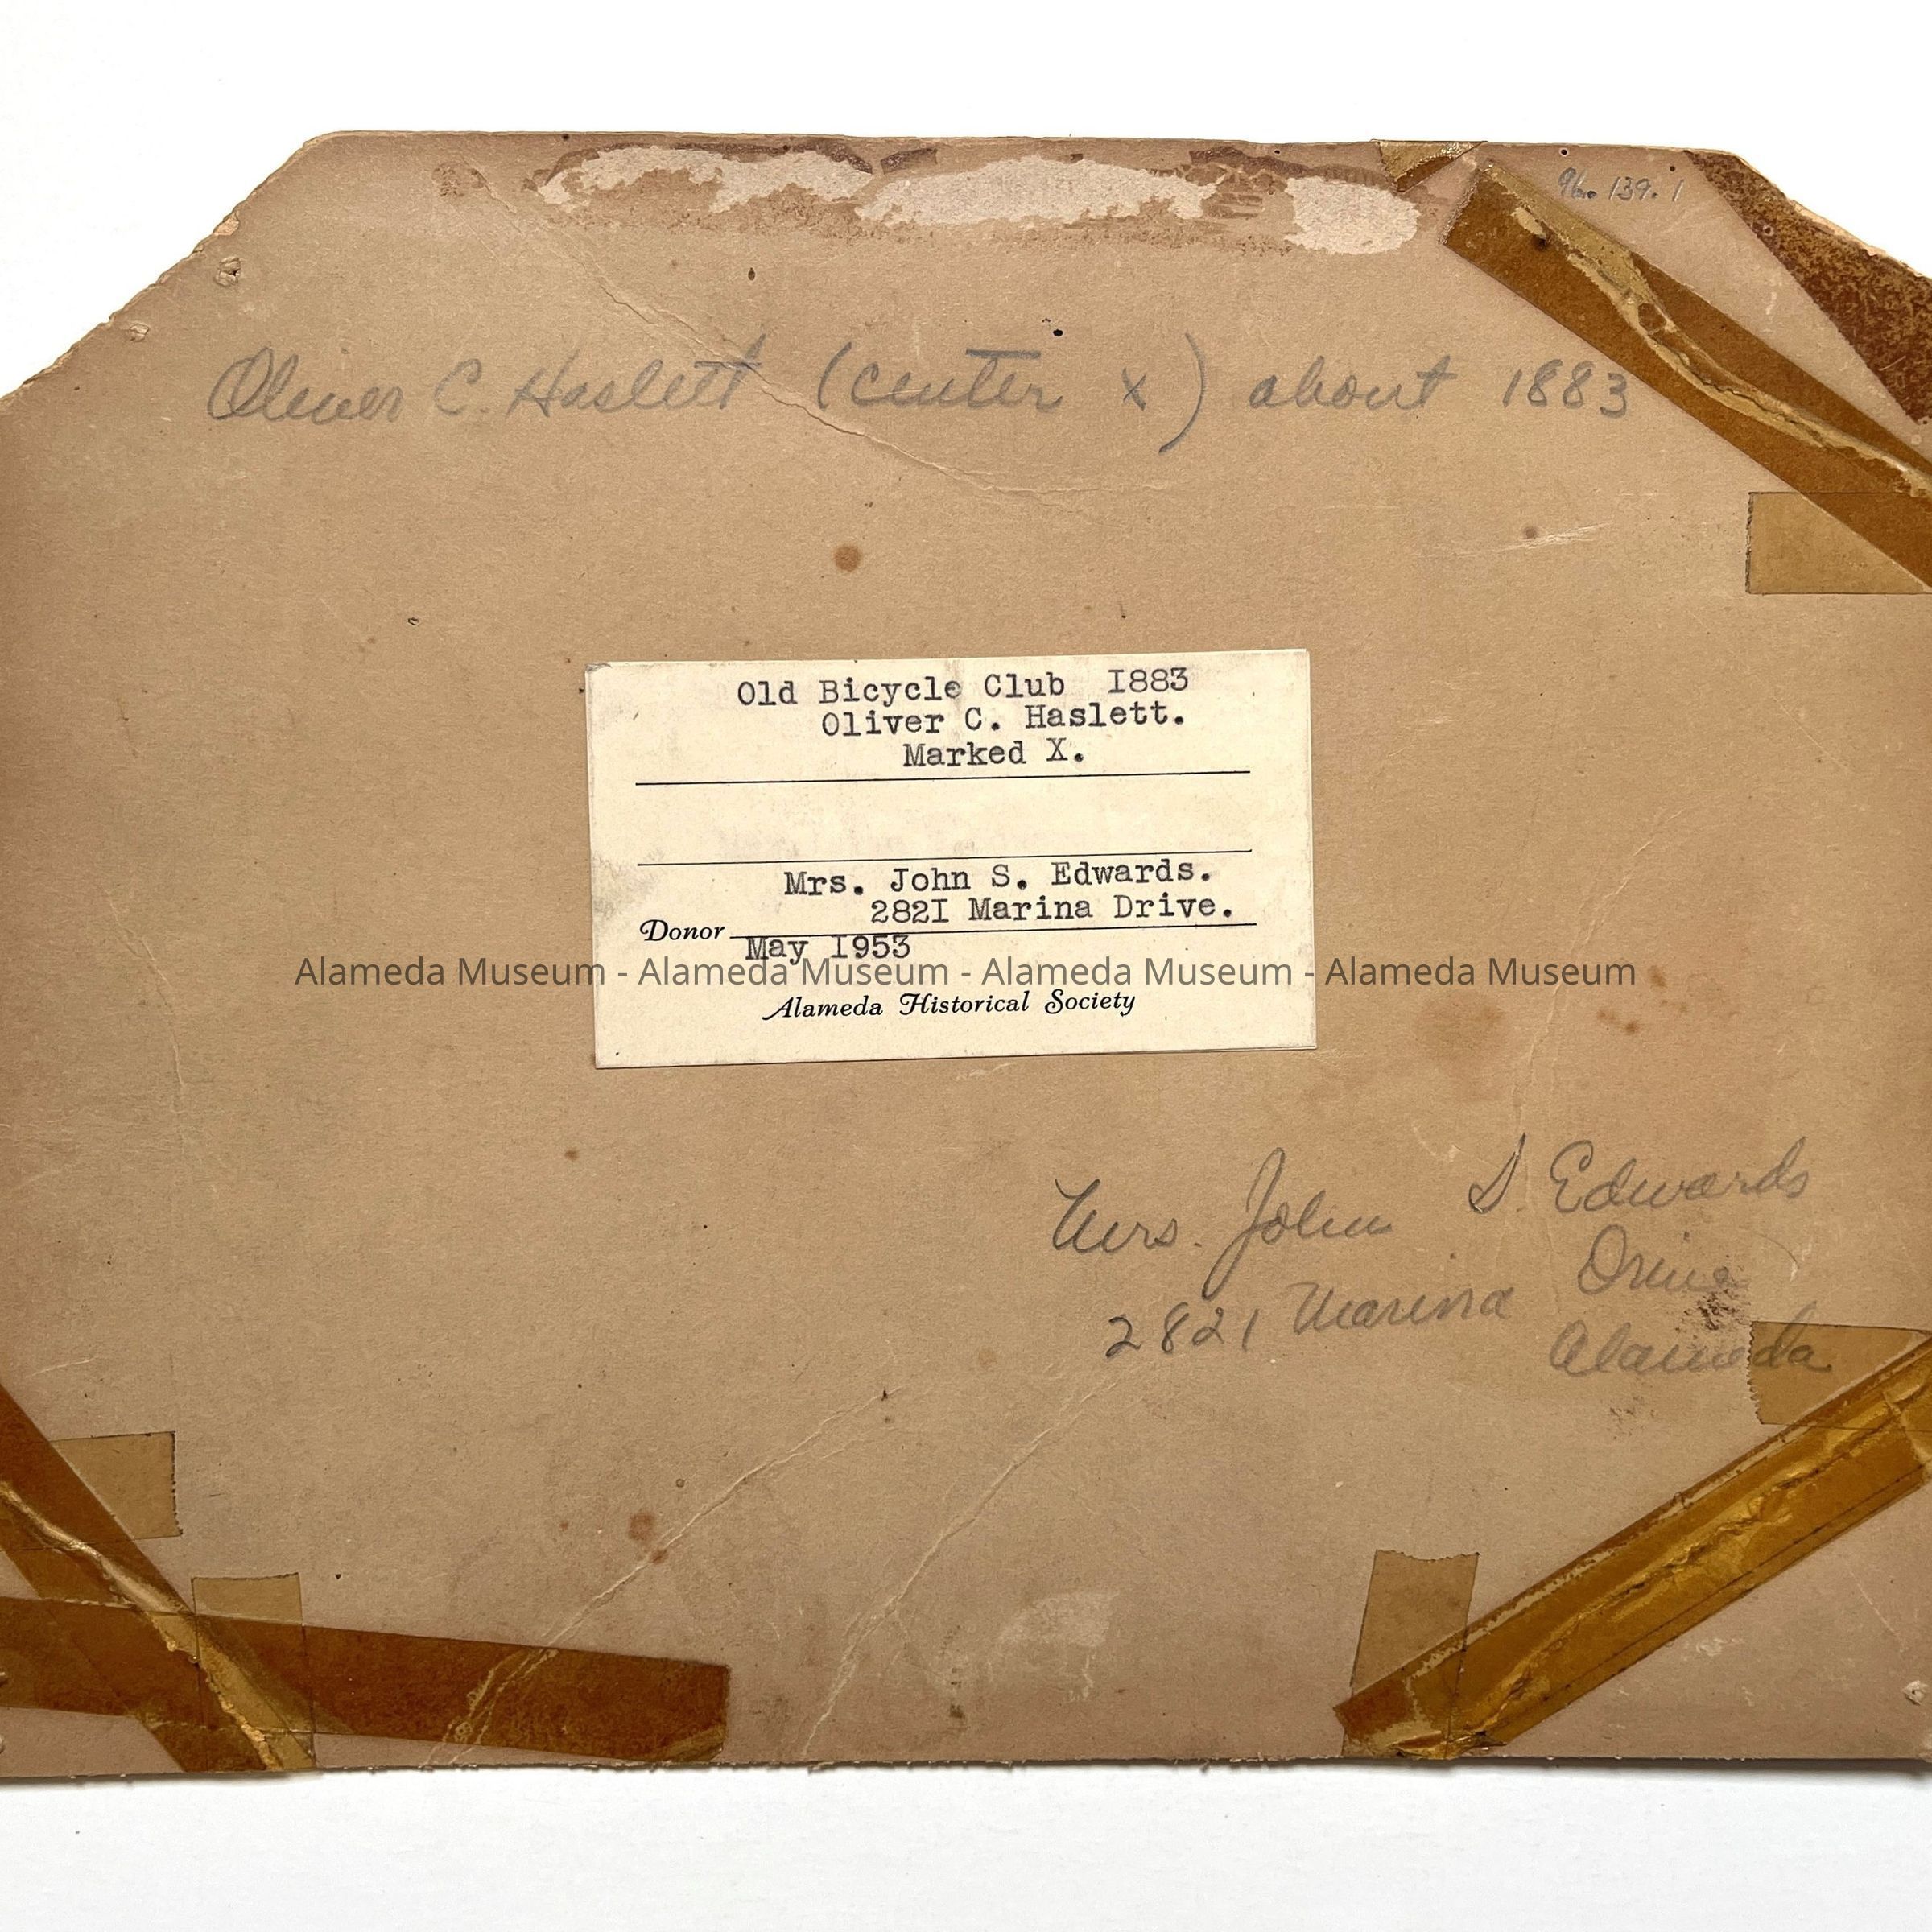 96.139.1
Oliver C. Haslett (center x) about 1883
Old Bicycle Club 1883
Oliver C. Haslett.
Marked X.
Mrs. John S. Edwards.
2821 Marina Drive.
Donor
May 1953
Alameda Museum - Alameda Museum - Alameda Museum - Alameda Museum
Alameda Historical Society
Mrs. John S. Edwards
2821 Marina Drive
Alameda